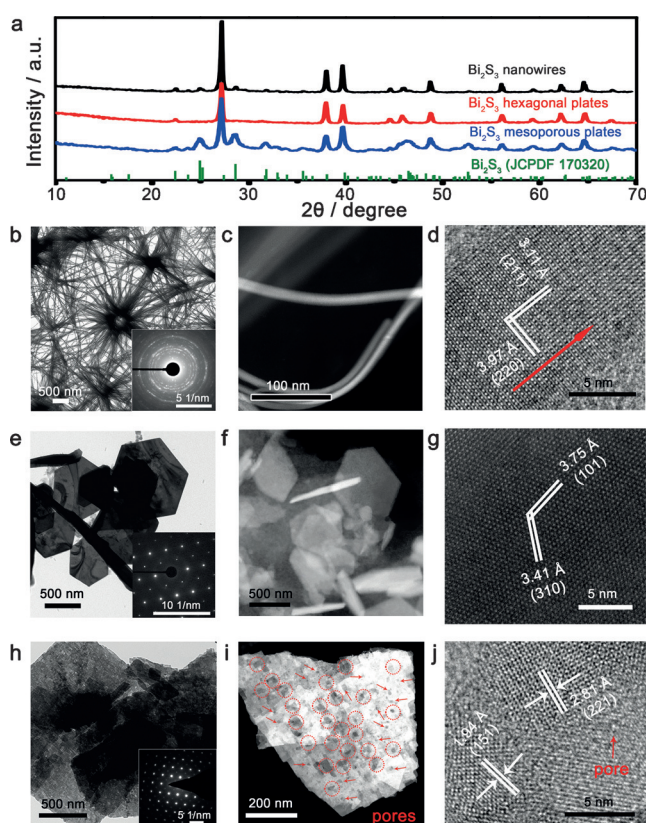 a
Intensity / a.u.
Bi2S3 nanowires
Bi2S3 hexagonal plates
Bi2S3 mesoporous plates
Bi2S3 (JCPDF 170320)
10 20 30 40 50 60 70
2θ / degree
b
500 nm
5 1/nm
c
100 nm
d
(211)
3.97 Å
(220)
5 nm
e
500 nm
10 1/nm
f
500 nm
g
3.75 Å
(101)
3.41 Å
(310)
5 nm
h
500 nm
5 1/nm
i
200 nm
pores
j
2.81 Å
(221)
1.94 Å
(151)
pore
5 nm